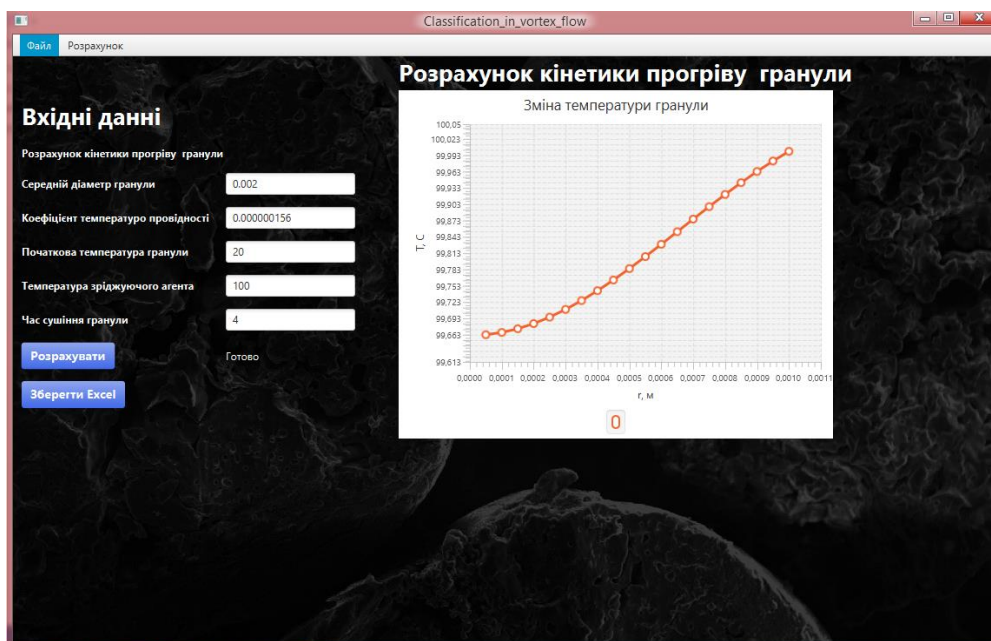 Classification_in_vortex_flow
Файл Розрахунок
Розрахунок кінетики прогріву гранули
Вхідні данні
Розрахунок кінетики прогріву гранули
Середній діаметр гранули 0.002
Коефіцієнт температуро провідності 0.000000156
Початкова температура гранули 20
Температура зріджуючого агента 100
Час сушіння гранули 4
Розрахувати Готово
Зберегти Excel
Зміна температури гранули
100,05
100,023
99,993
99,963
99,933
99,903
99,873
99,843
99,813
99,783
99,753
99,723
99,693
99,663
99,613
T, C
0,0000 0,0001 0,0002 0,0003 0,0004 0,0005 0,0006 0,0007 0,0008 0,0009 0,0010 0,0011
r, м
0